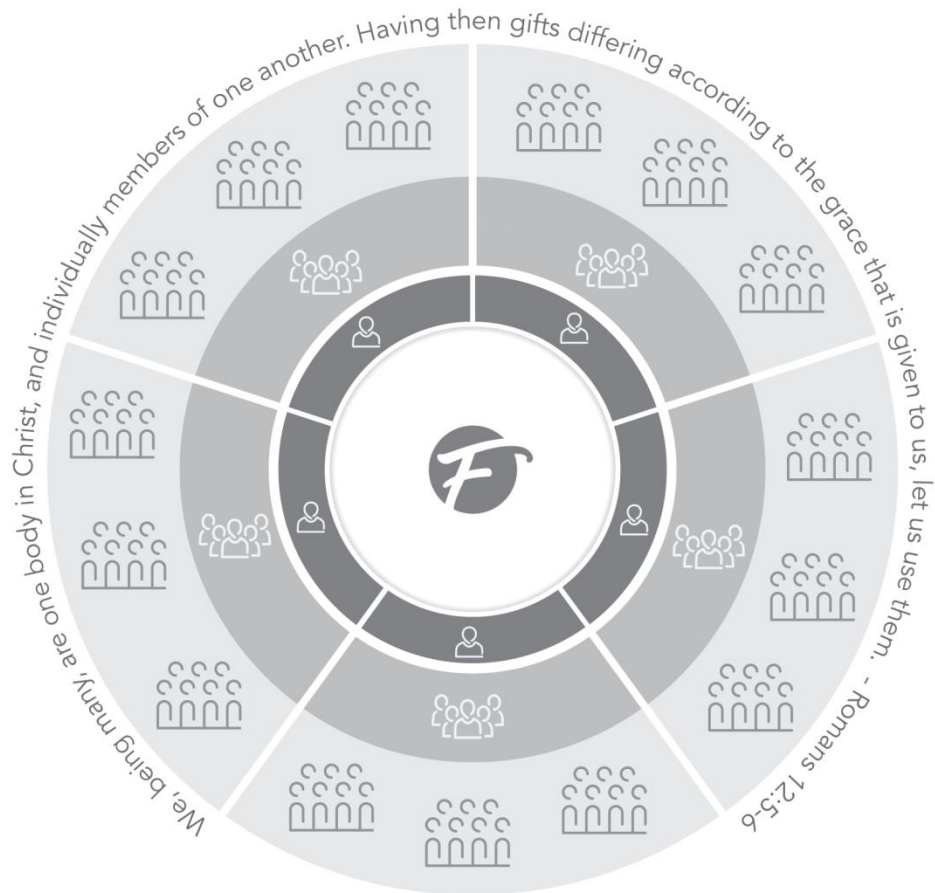 We, being many, are one body in Christ, and individually members of one another. Having then gifts differing according to the grace that is given to us, let us use them. - Romans 12:5-6
F